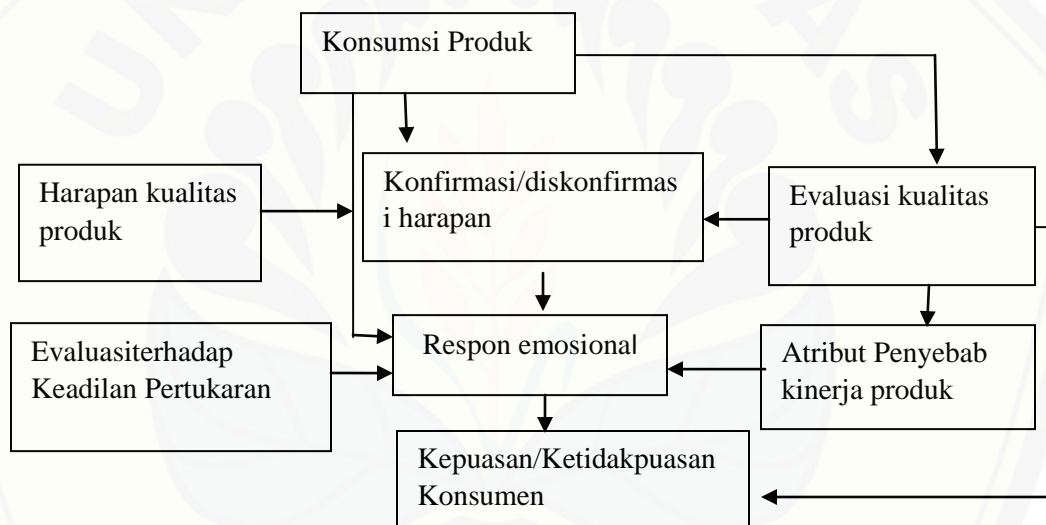 Konsumsi Produk
Harapan kualitas
produk
Konfirmasi/diskonfirmas
i harapan
Evaluasi kualitas
produk
Evaluasiterhadap
Keadilan Pertukaran
Respon emosional
Atribut Penyebab
kinerja produk
Kepuasan/Ketidakpuasan
Konsumen